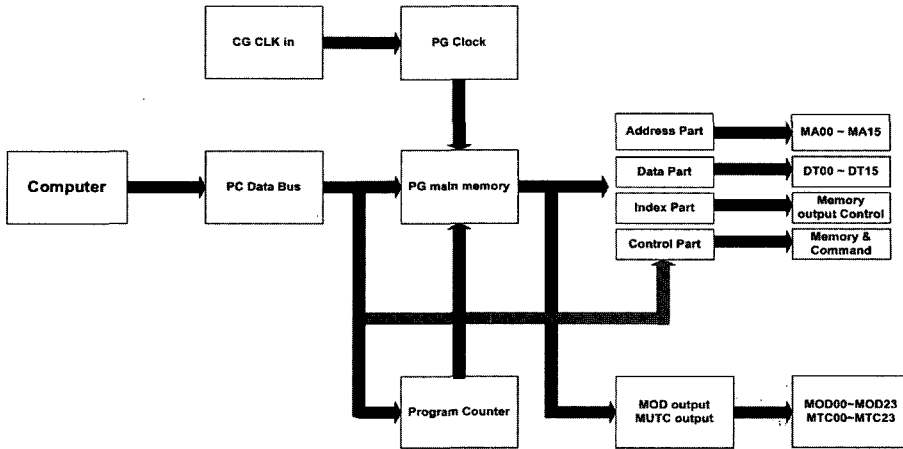 CG CLK in
PG Clock
Computer
PC Data Bus
PG main memory
Address Part
MA00 ~ MA15
Data Part
DT00 ~ DT15
Index Part
Memory
output Control
Control Part
Memory &
Command
Program Counter
MOD output
MUTC output
MOD00~MOD23
MTC00~MTC23